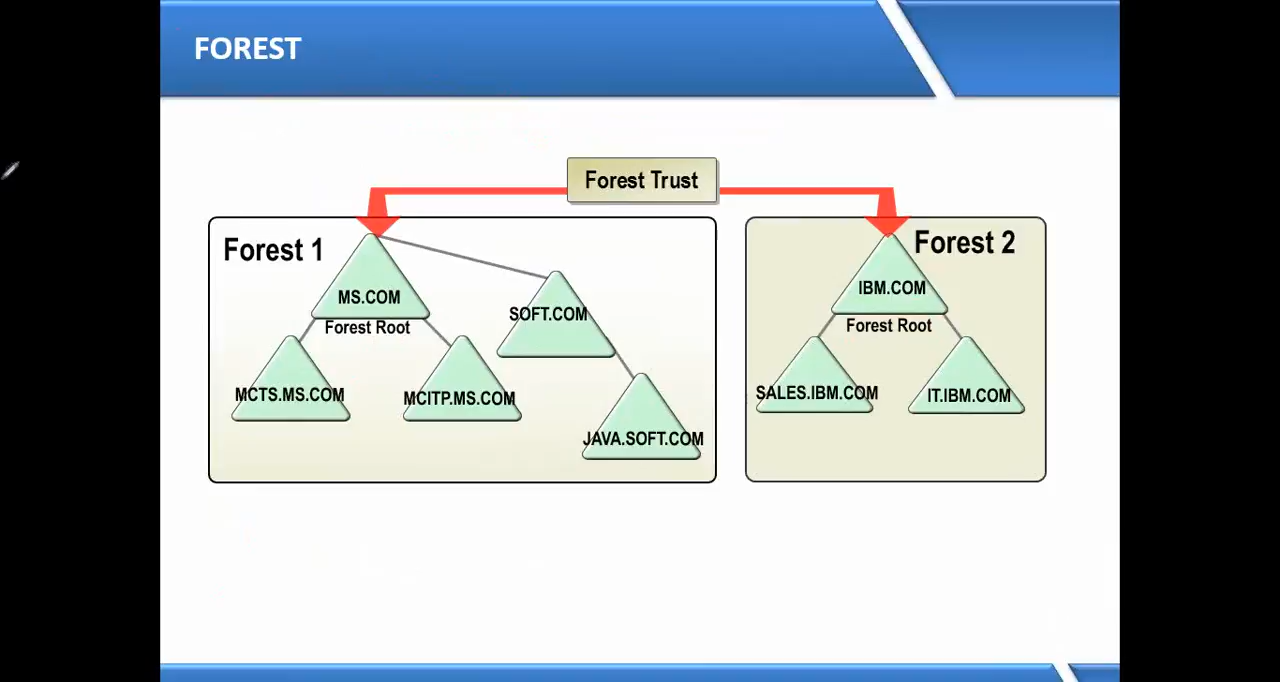 FOREST
Forest Trust
Forest 1
MS.COM
Forest Root
SOFT.COM
MCTS.MS.COM
MCITP.MS.COM
JAVA.SOFT.COM
Forest 2
IBM.COM
Forest Root
SALES.IBM.COM
IT.IBM.COM